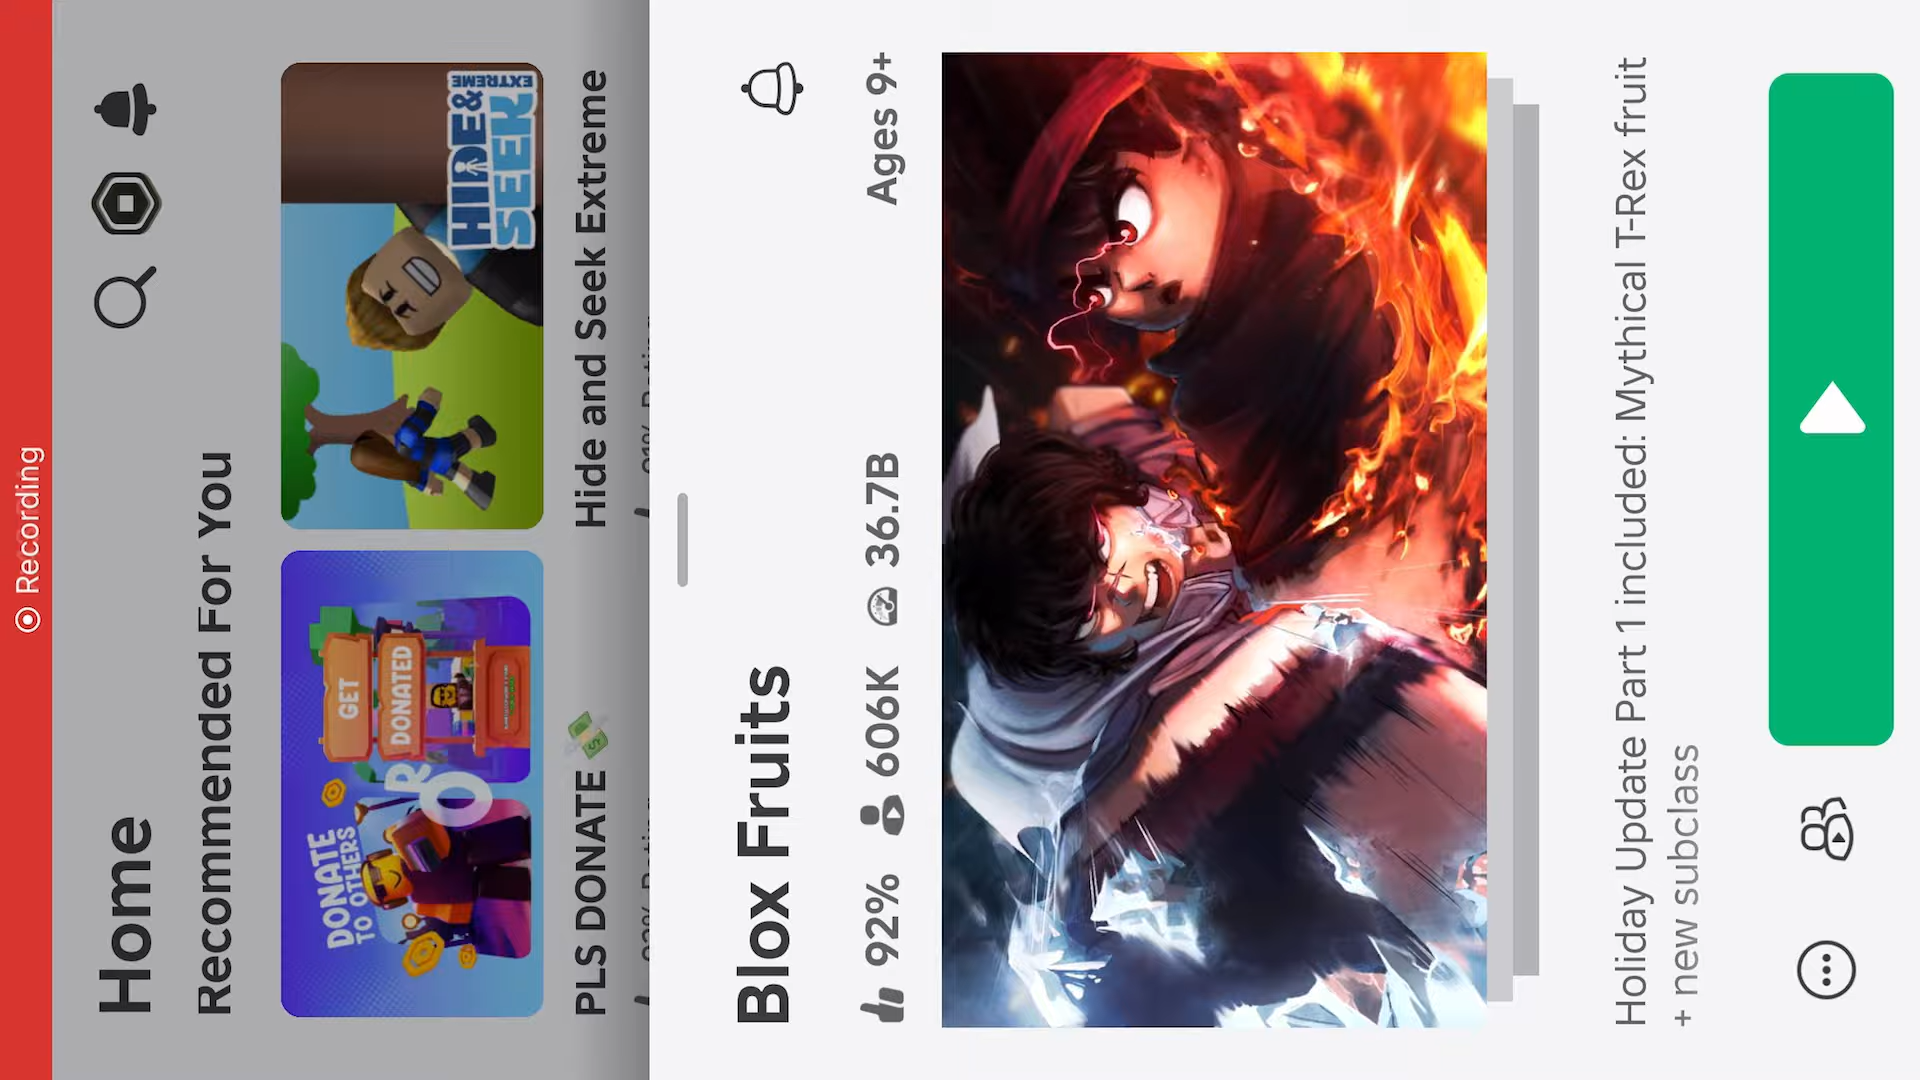 Recording
Home
Recommended For You
DONATE
TO OTHERS
OR
GET
DONATED
HIDE&
SEEK
EXTREME
PLS DONATE
Hide and Seek Extreme
Blox Fruits
92% 606K 36.7B Ages 9+
Holiday Update Part 1 included: Mythical T-Rex fruit
+ new subclass